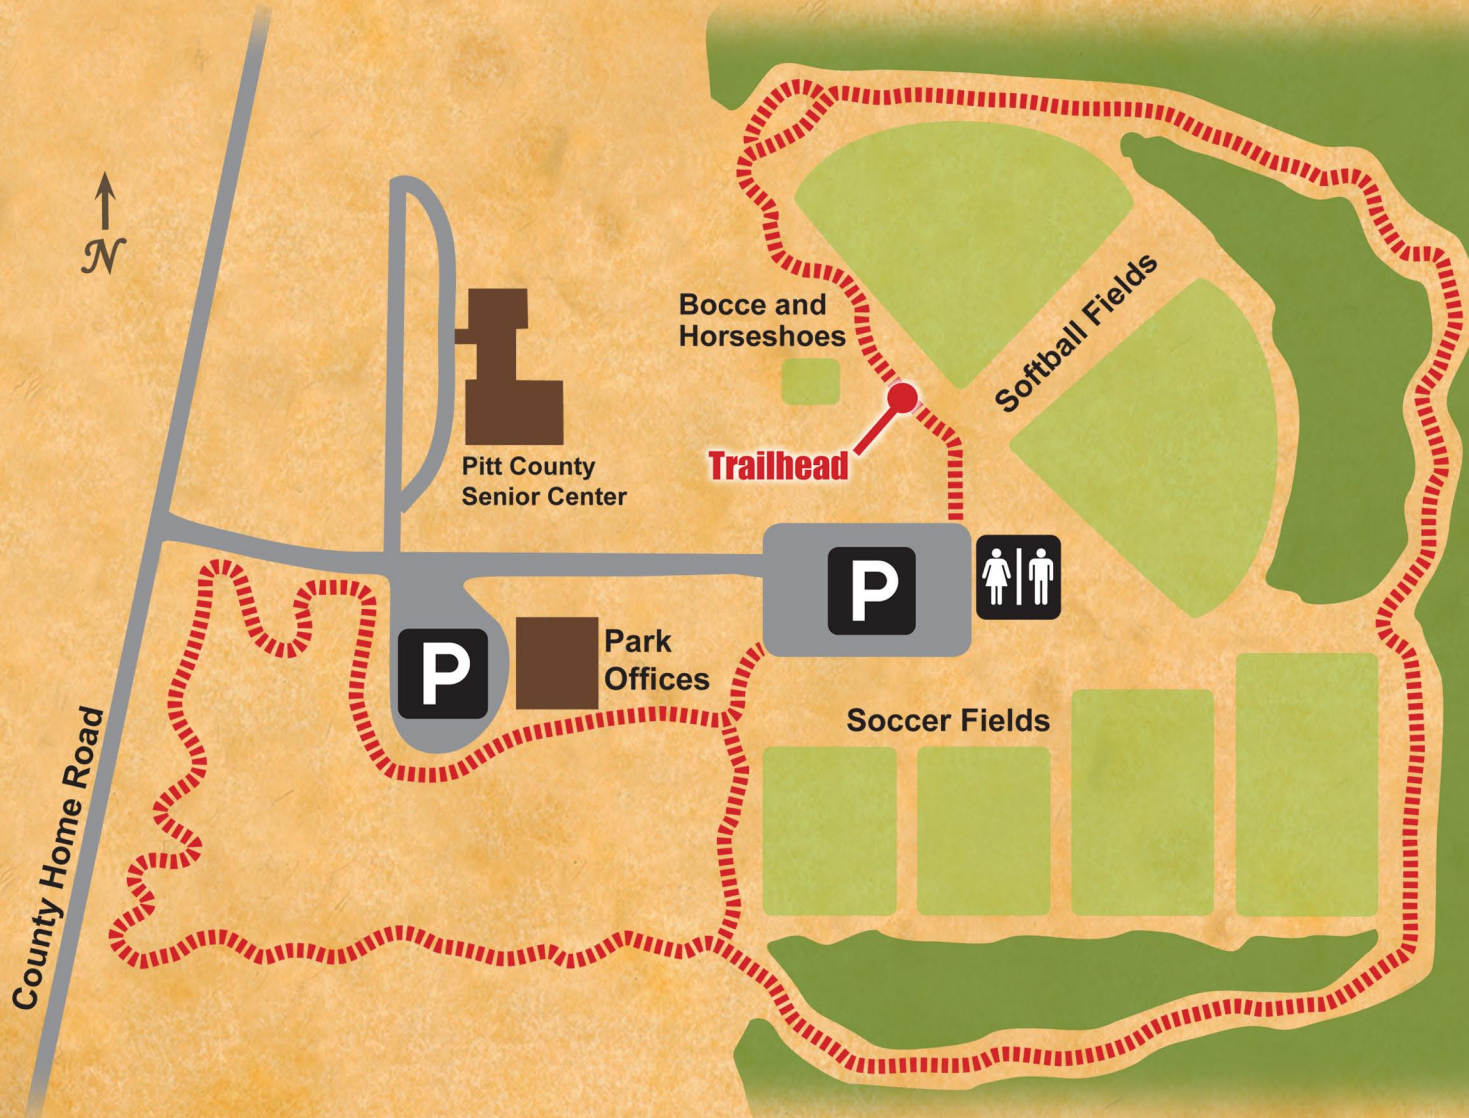 N
Bocce and
Horseshoes
Softball Fields
Trailhead
Pitt County
Senior Center
P
P
Park
Offices
Soccer Fields
County Home Road